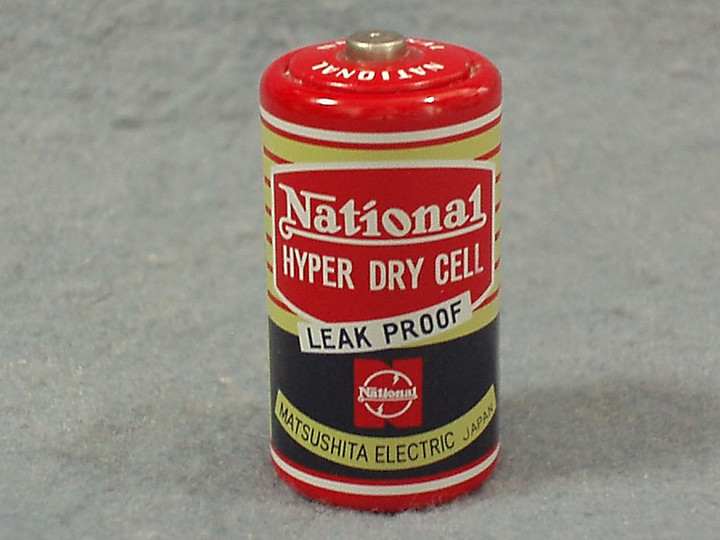 NATIONAL
National
HYPER DRY CELL
LEAK PROOF
National
MATSUSHITA ELECTRIC JAPAN